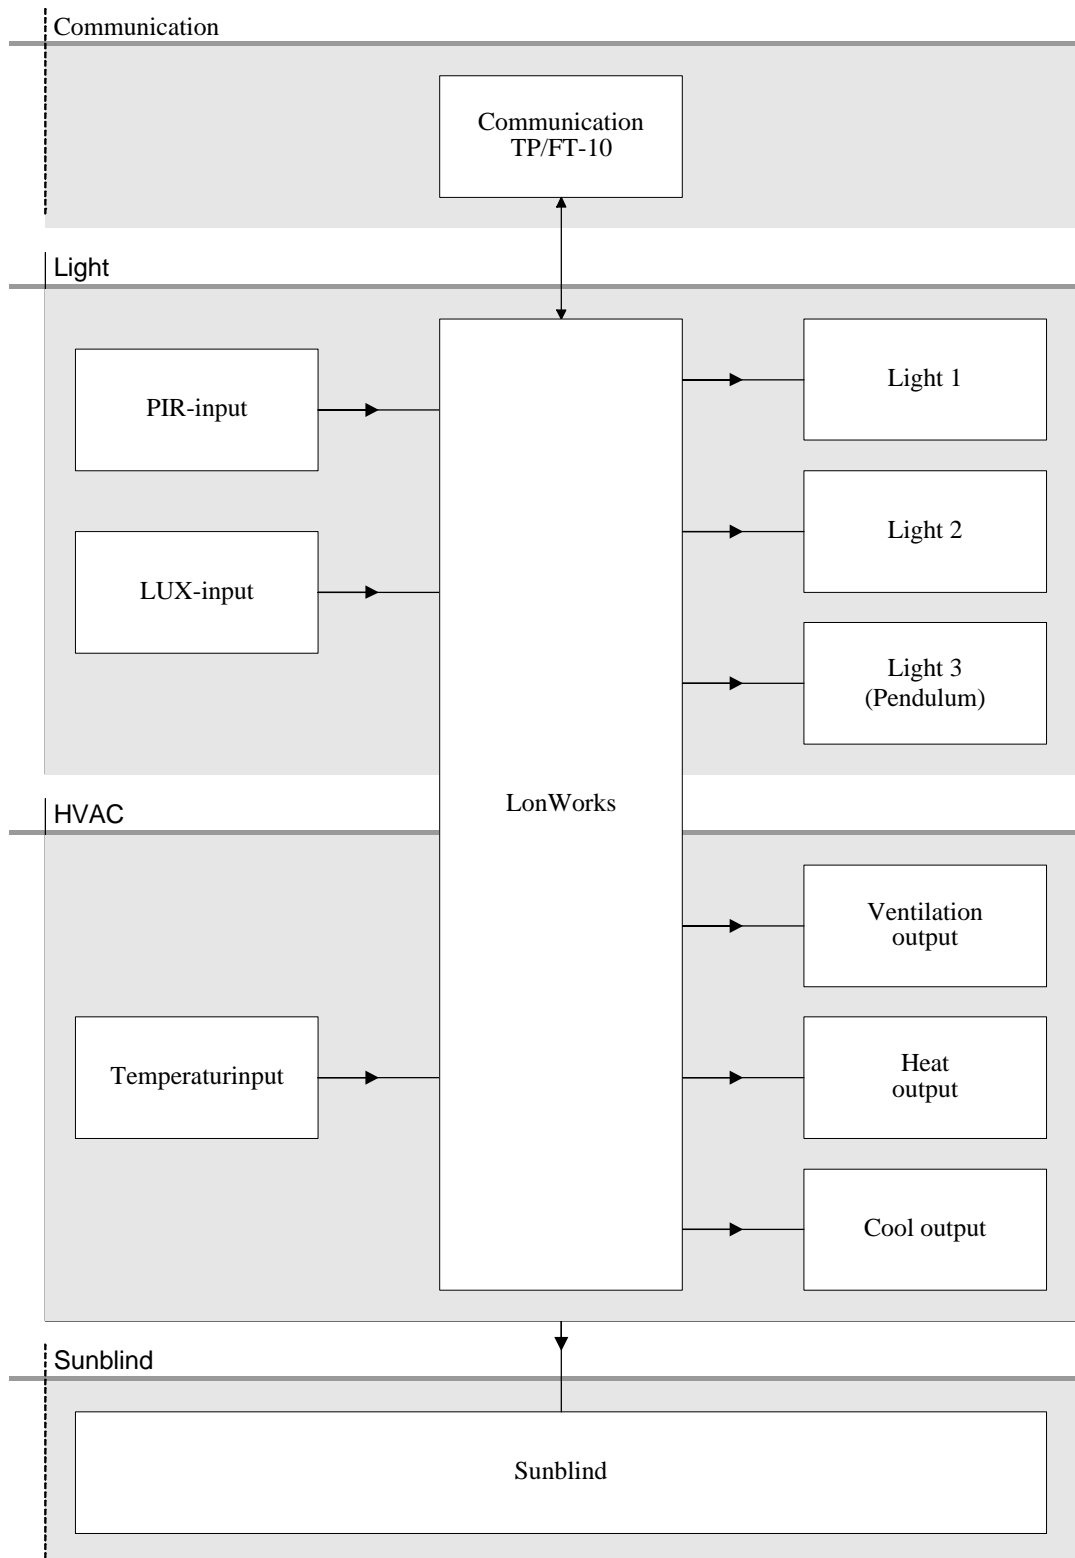 Communication
Communication
TP/FT-10
Light
PIR-input
Light 1
Light 2
LUX-input
Light 3
(Pendulum)
LonWorks
HVAC
Ventilation
output
Temperaturinput
Heat
output
Cool output
Sunblind
Sunblind